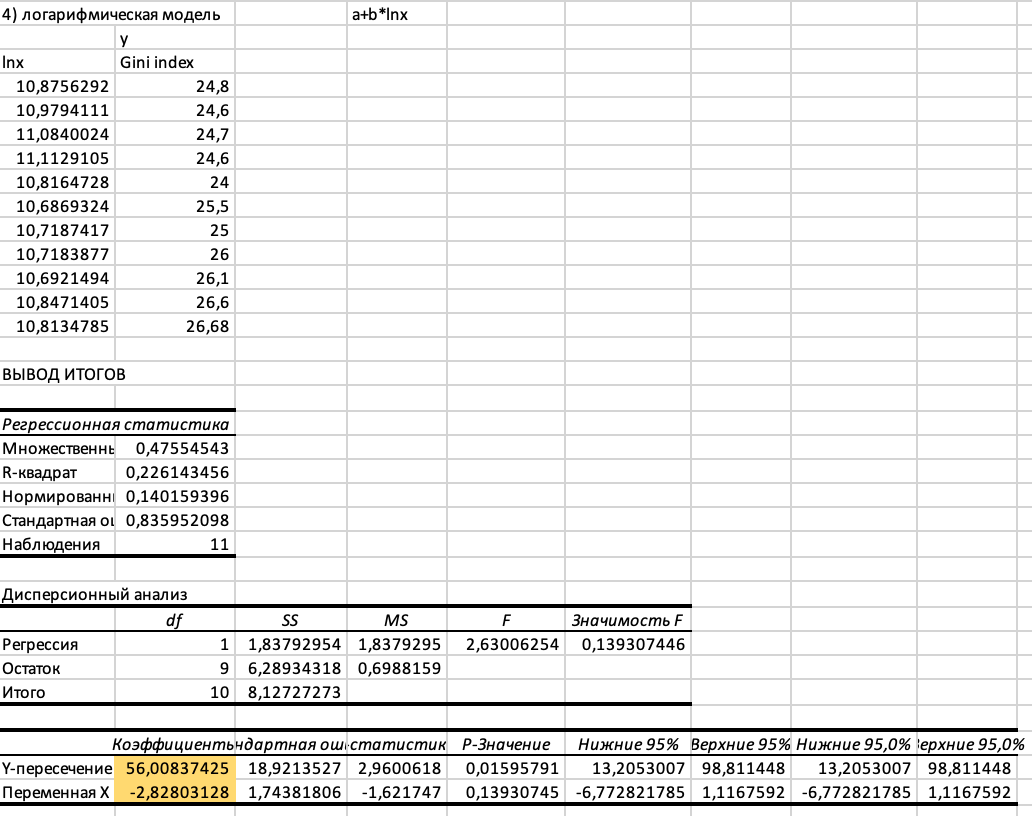 4) логарифмическая модель a+b*lnx
y
lnx Gini index
10,8756292 24,8
10,9794111 24,6
11,0840024 24,7
11,1129105 24,6
10,8164728 24
10,6869324 25,5
10,7187417 25
10,7183877 26
10,6921494 26,1
10,8471405 26,6
10,8134785 26,68
ВЫВОД ИТОГОВ
Регрессионная статистика
Множественнь 0,47554543
R-квадрат 0,226143456
Нормированні 0,140159396
Стандартная оц 0,835952098
Наблюдения 11
Дисперсионный анализ
df SS MS F Значимость F
Регрессия 1 1,83792954 1,8379295 2,63006254 0,139307446
Остаток 9 6,28934318 0,6988159
Итого 10 8,12727273
Коэффициенты ндартная оши -статистик P-Значение Нижние 95% Верхние 95% Нижние 95,0% ерхние 95,0%
Y-пересечение 56,00837425 18,9213527 2,9600618 0,01595791 13,2053007 98,811448 13,2053007 98,811448
Переменная X -2,82803128 1,74381806 -1,621747 0,13930745 -6,772821785 1,1167592 -6,772821785 1,1167592